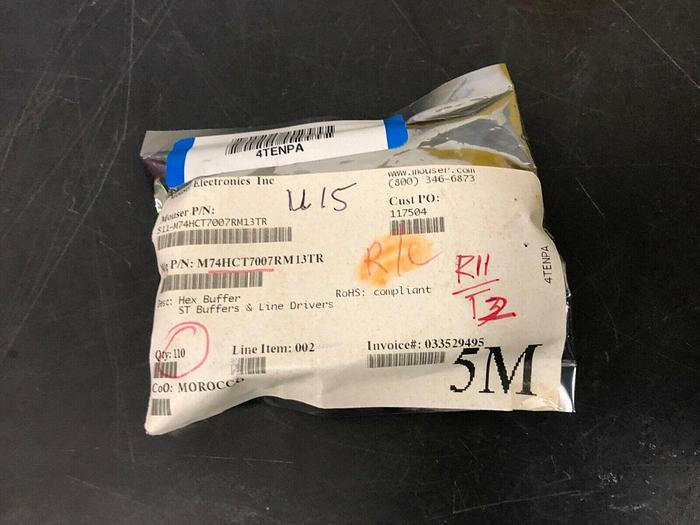 4TENPA
Electronics Inc
www.mouser.com
(800) 346-6873
U15
Mouser P/N:
511-M74HCT7007RM13TR
Cust PO:
117504
P/N: M74HCT7007RM13TR
R/C
R11
T2
4TENPA
Desc: Hex Buffer
ST Buffers & Line Drivers
RoHS: compliant
Qty: 110
Line Item: 002
Invoice#: 033529495
5M
CoO: MOROCCO